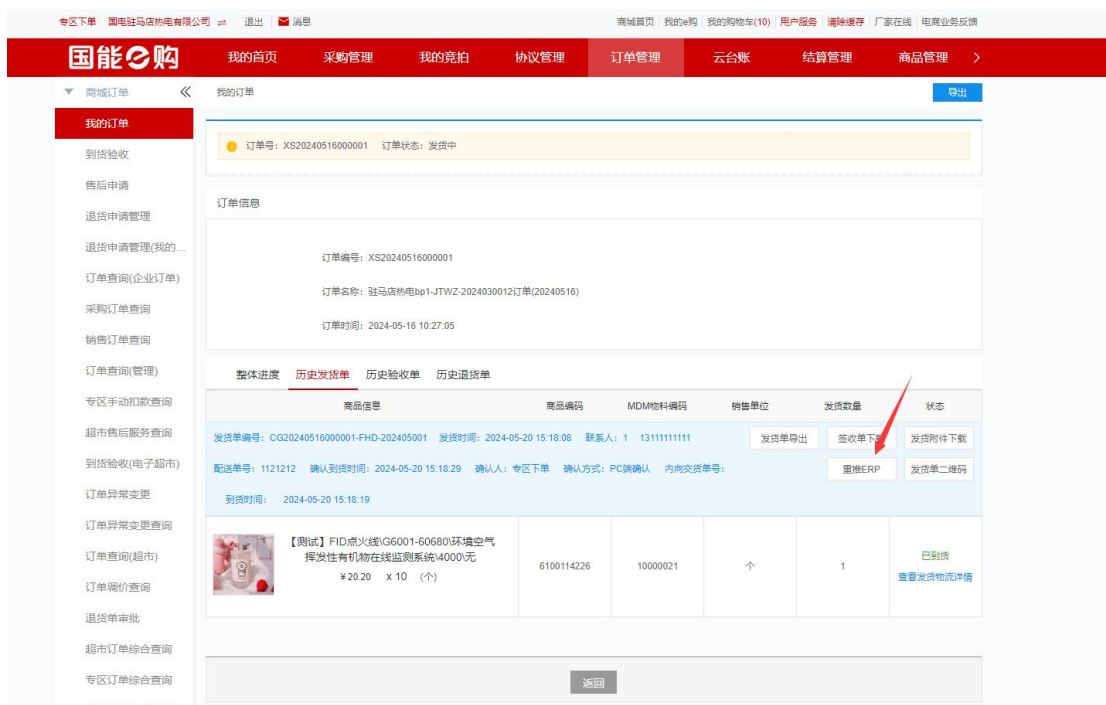 专区下单 国电驻马店热电有限公司 ⇌ 退出 消息 商城首页 我的e购 我的购物车(10) 用户服务 清除缓存 厂家在线 电商业务反馈
国能e购 我的首页 采购管理 我的竞拍 协议管理 订单管理 云台账 结算管理 商品管理 >
商城订单 《 我的订单 导出
我的订单
到货验收
售后申请
退货申请管理
退货申请管理(我的...
订单查询(企业订单)
采购订单查询
销售订单查询
订单查询(管理)
专区手动扣款查询
超市售后服务查询
到货验收(电子超市)
订单异常变更
订单异常变更查询
订单查询(超市)
订单调价查询
退货单审批
超市订单综合查询
专区订单综合查询
订单号：XS20240516000001 订单状态：发货中
订单信息
订单编号：XS20240516000001
订单名称：驻马店热电bp1-JTWZ-2024030012订单(20240516)
订单时间：2024-05-16 10:27:05
整体进度 历史发货单 历史验收单 历史退货单
商品信息 商品编码 MDM物料编码 销售单位 发货数量 状态
发货单编号：CG20240516000001-FHD-202405001 发货时间：2024-05-20 15:18:08 联系人：1 13111111111 发货单导出 签收单下载 发货附件下载
配送单号：1121212 确认到货时间：2024-05-20 15:18:29 确认人：专区下单 确认方式：PC端确认 内向交货单号： 重推ERP 发货单二维码
到货时间： 2024-05-20 15:18:19
【测试】FID点火线\G6001-60680\环境空气
挥发性有机物在线监测系统\4000\无
¥20.20 x 10 （个） 6100114226 10000021 个 1 已到货
查看发货物流详情
返回